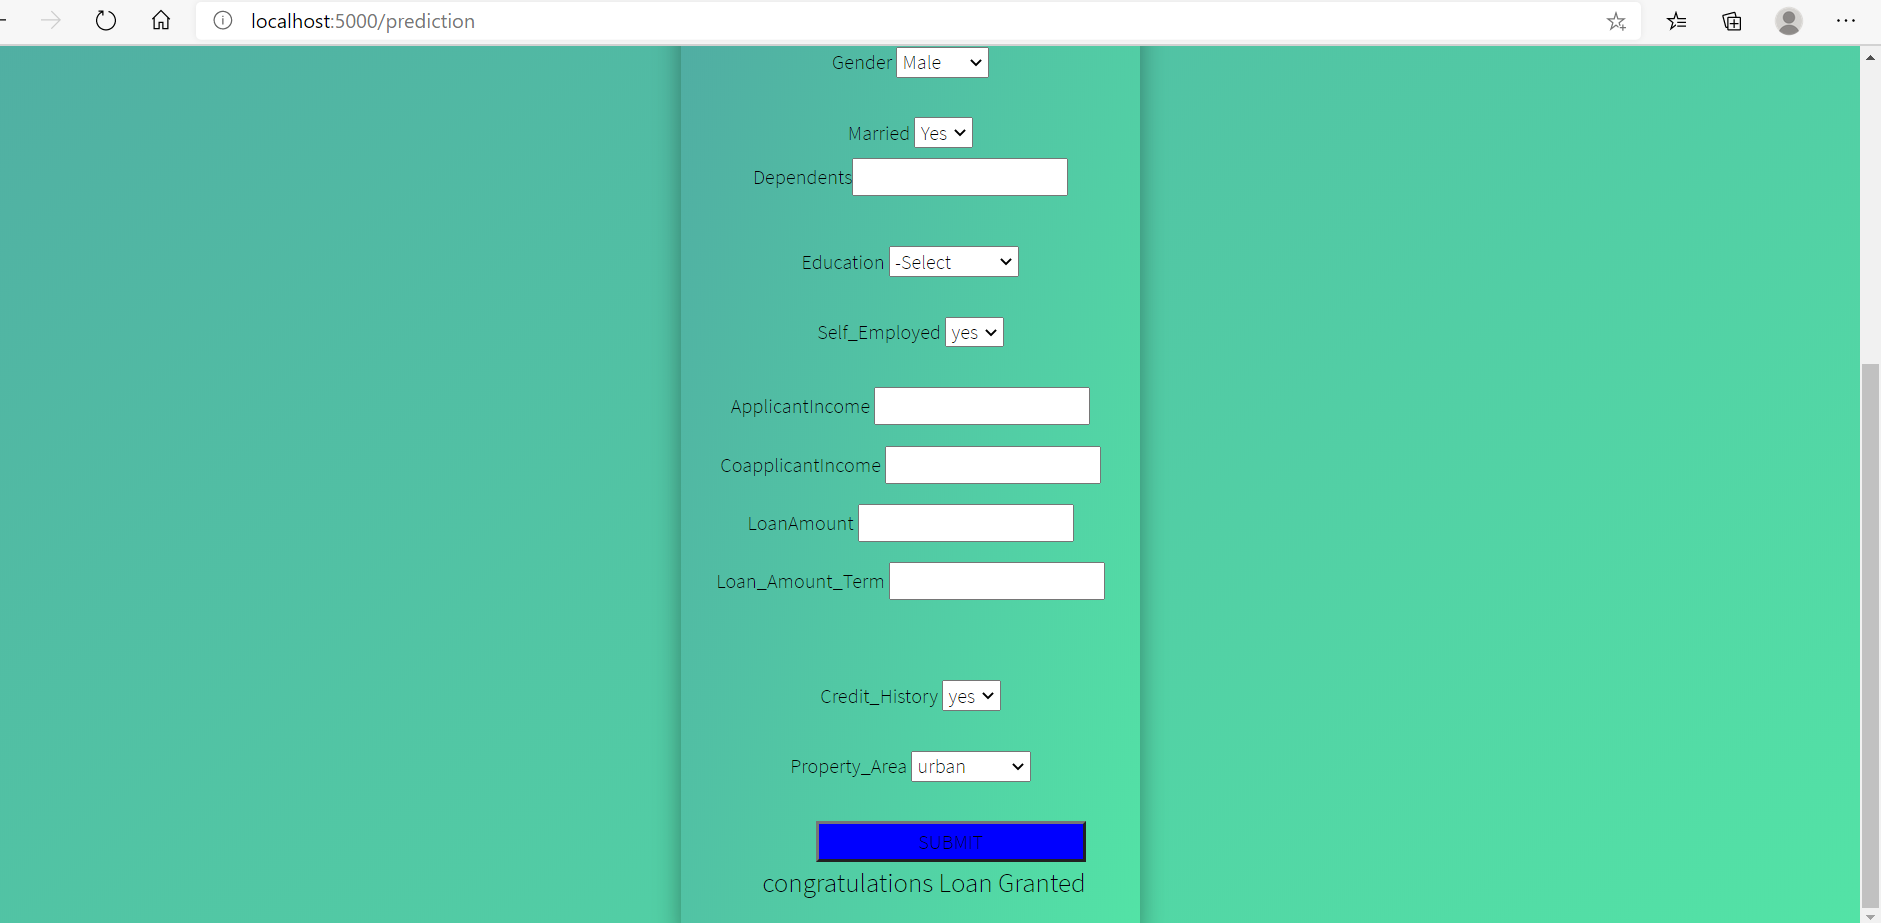 localhost:5000/prediction
Gender Male
Married Yes
Dependents
Education -Select
Self_Employed yes
ApplicantIncome
CoapplicantIncome
LoanAmount
Loan_Amount_Term
Credit_History yes
Property_Area urban
SUBMIT
congratulations Loan Granted